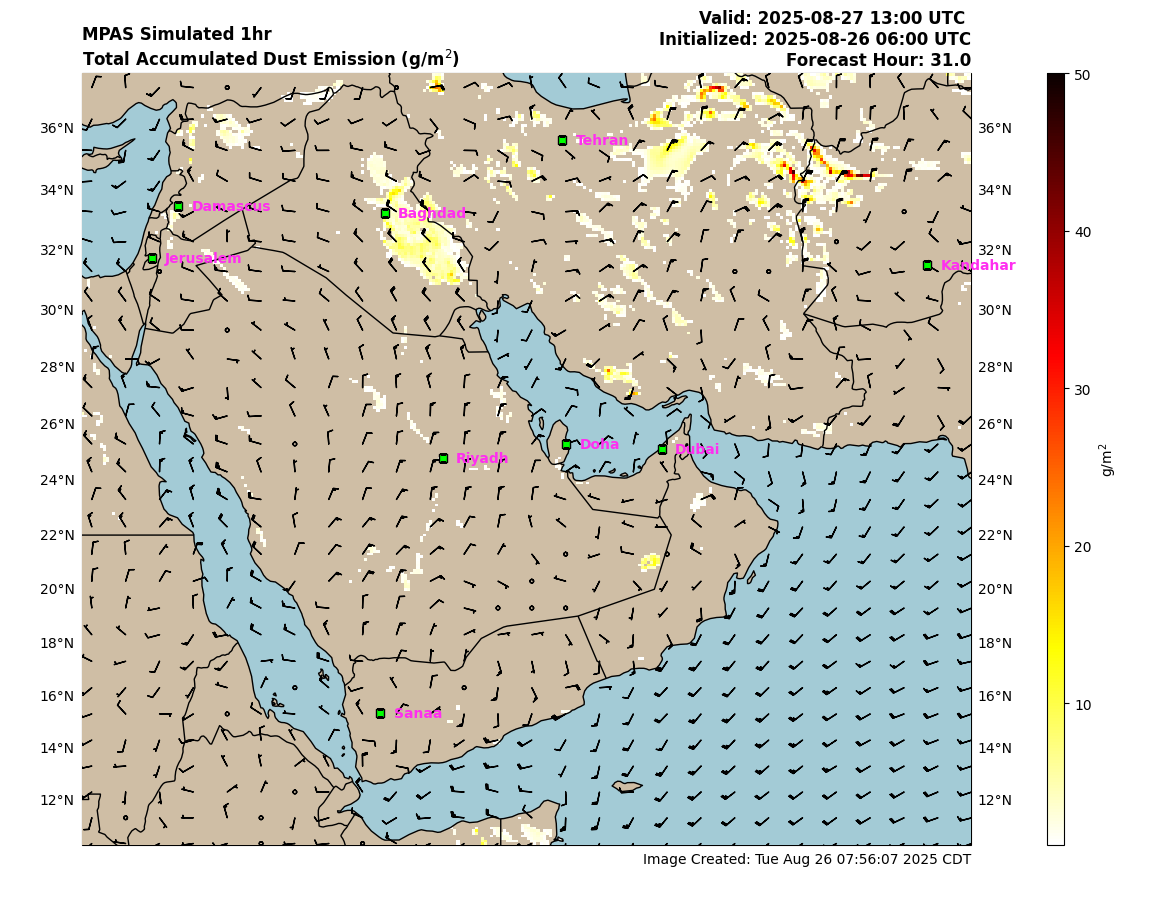 MPAS Simulated 1hr
Total Accumulated Dust Emission (g/m²)
Valid: 2025-08-27 13:00 UTC
Initialized: 2025-08-26 06:00 UTC
Forecast Hour: 31.0
36°N
34°N
32°N
30°N
28°N
26°N
24°N
22°N
20°N
18°N
16°N
14°N
12°N
Tehran
Damascus
Baghdad
Jerusalem
Kandahar
Doha
Dubai
Riyadh
Sanaa
36°N
34°N
32°N
30°N
28°N
26°N
24°N
22°N
20°N
18°N
16°N
14°N
12°N
50
40
30
20
10
g/m²
Image Created: Tue Aug 26 07:56:07 2025 CDT